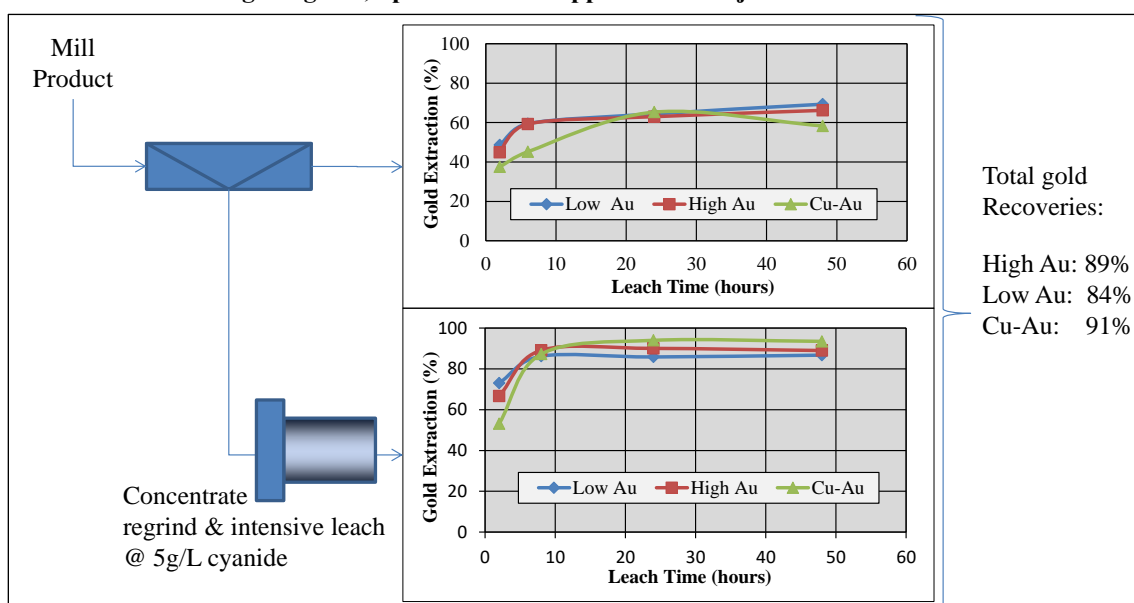 Mill
Product
Gold Extraction (%)
100
80
60
40
20
0
Low Au
High Au
Cu-Au
0 10 20 30 40 50 60
Leach Time (hours)
Concentrate
regrind & intensive leach
@ 5g/L cyanide
Gold Extraction (%)
100
80
60
40
20
0
Low Au
High Au
Cu-Au
0 10 20 30 40 50 60
Leach Time (hours)
Total gold
Recoveries:
High Au: 89%
Low Au: 84%
Cu-Au: 91%